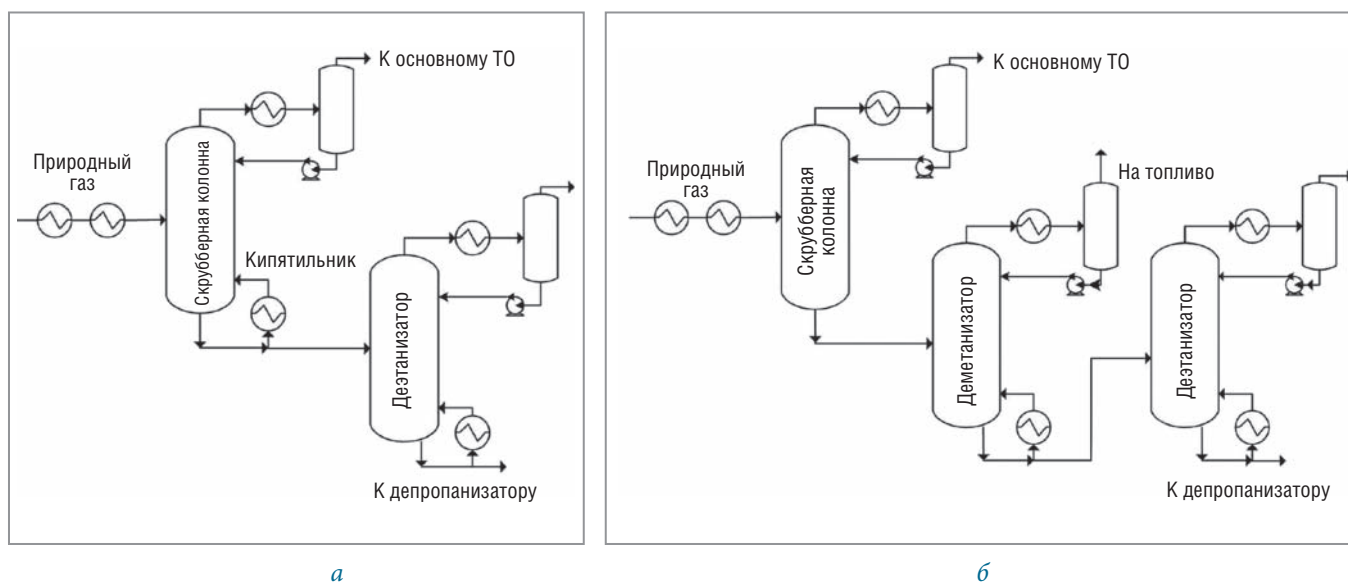 К основному ТО
Природный
газ
Скрубберная колонна
Кипятильник
Деэтанизатор
К депропанизатору
а
К основному ТО
Природный
газ
Скрубберная
колонна
На топливо
Деметанизатор
Деэтанизатор
К депропанизатору
б